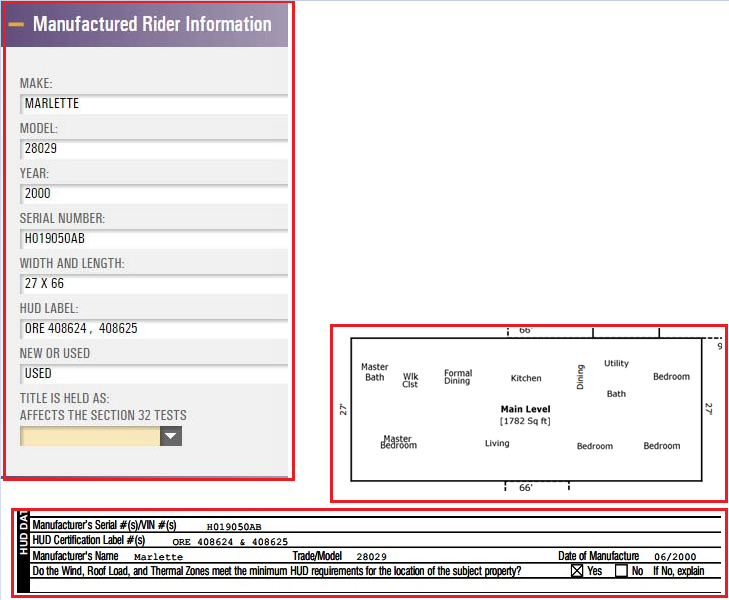 Manufactured Rider Information
MAKE:
MARLETTE
MODEL:
28029
YEAR:
2000
SERIAL NUMBER:
H019050AB
WIDTH AND LENGTH:
27 X 66
HUD LABEL:
ORE 408624 , 408625
NEW OR USED
USED
TITLE IS HELD AS:
AFFECTS THE SECTION 32 TESTS
66'
9
Master Bath
Wlk Clst
Formal Dining
Kitchen
Dining
Utility
Bath
Bedroom
27'
Main Level
[1782 Sq ft]
27'
Master Bedroom
Living
Bedroom
Bedroom
66'
HUD DAT
Manufacturer's Serial #(s)/VIN #(s) H019050AB
HUD Certification Label #(s) ORE 408624 & 408625
Manufacturer's Name Marlette Trade/Model 28029 Date of Manufacture 06/2000
Do the Wind, Roof Load, and Thermal Zones meet the minimum HUD requirements for the location of the subject property? Yes No If No, explain